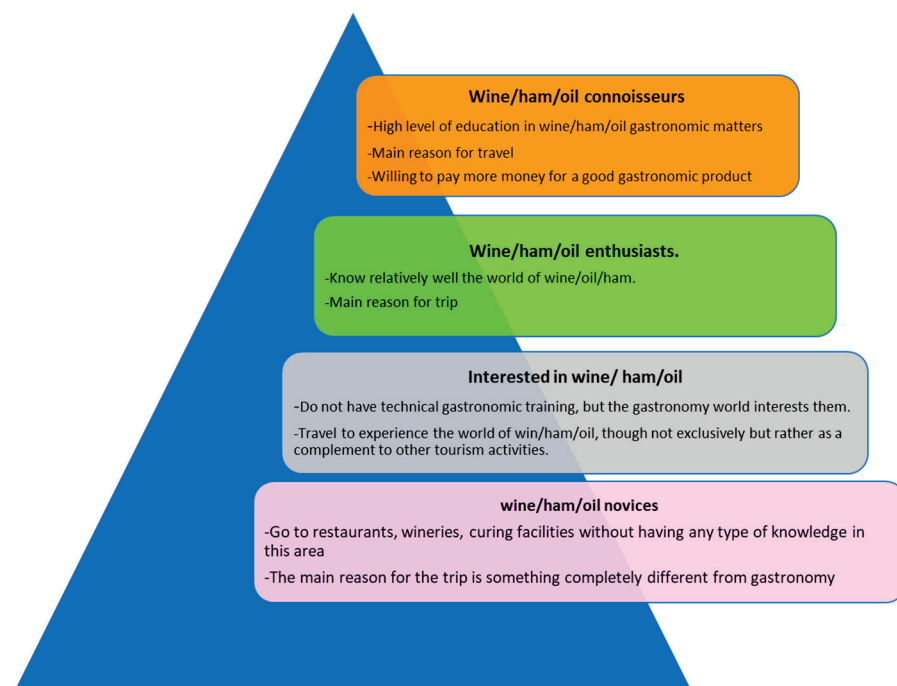 Wine/ham/oil connoisseurs
-High level of education in wine/ham/oil gastronomic matters
-Main reason for travel
-Willing to pay more money for a good gastronomic product
Wine/ham/oil enthusiasts.
-Know relatively well the world of wine/oil/ham.
-Main reason for trip
Interested in wine/ ham/oil
-Do not have technical gastronomic training, but the gastronomy world interests them.
-Travel to experience the world of win/ham/oil, though not exclusively but rather as a
complement to other tourism activities.
wine/ham/oil novices
-Go to restaurants, wineries, curing facilities without having any type of knowledge in
this area
-The main reason for the trip is something completely different from gastronomy